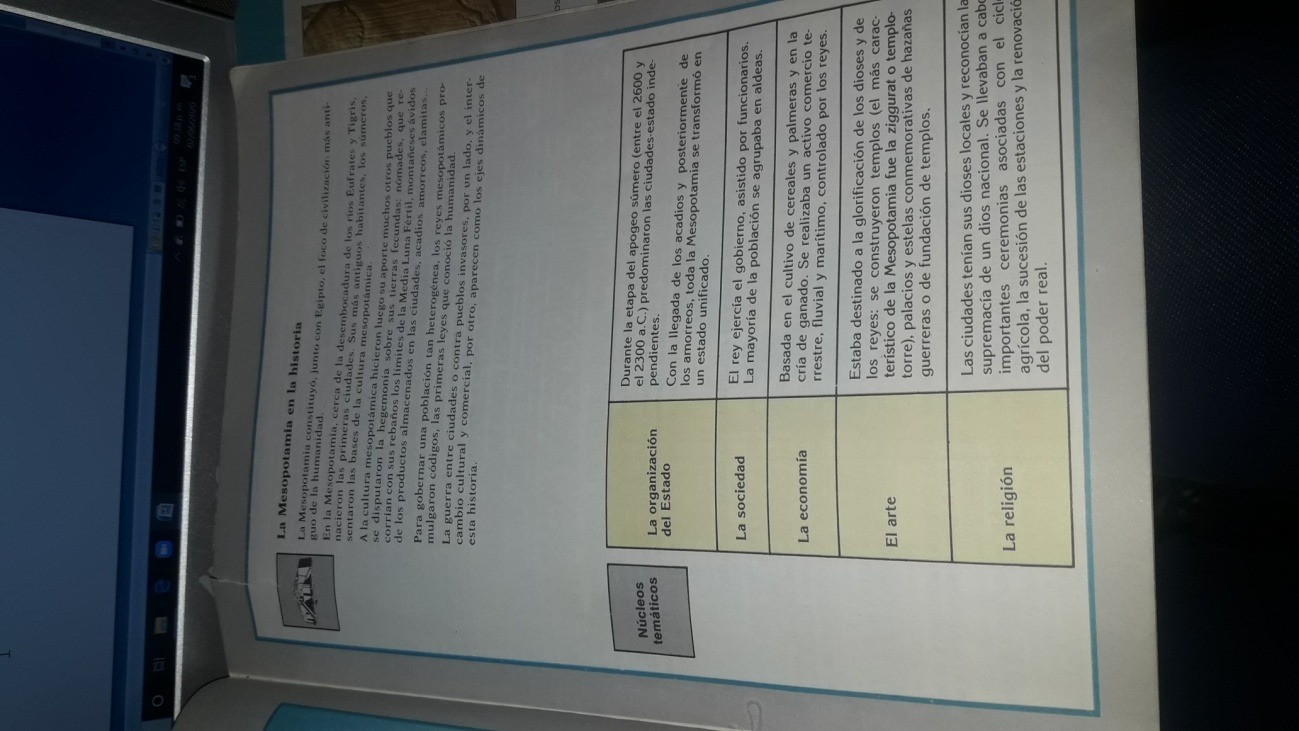 La Mesopotamia en la historia
La Mesopotamia constituyó, junto con Egipto, el foco de civilización más anti-
guo de la humanidad.
En la Mesopotamia, cerca de la desembocadura de los ríos Eufrates y Tigris,
nacieron las primeras ciudades. Sus más antiguos habitantes, los súmeros,
sentaron las bases de la cultura mesopotámica.
A la cultura mesopotámica hicieron luego su aporte muchos otros pueblos que
se disputaron la hegemonía sobre sus tierras fecundas: nómades, que re-
corrían con sus rebaños los límites de la Media Luna Fértil, montañeses ávidos
de los productos almacenados en las ciudades, acadios amorreos, elamitas...
Para gobernar una población tan heterogénea, los reyes mesopotámicos pro-
mulgaron códigos, las primeras leyes que conoció la humanidad.
La guerra entre ciudades o contra pueblos invasores, por un lado, y el inter-
cambio cultural y comercial, por otro, aparecen como los ejes dinámicos de
esta historia.
Núcleos
temáticos
La organización
del Estado
Durante la etapa del apogeo súmero (entre el 2600 y
el 2300 a.C.) predominaron las ciudades-estado inde-
pendientes.
Con la llegada de los acadios y posteriormente de
los amorreos, toda la Mesopotamia se transformó en
un estado unificado.
La sociedad
El rey ejercía el gobierno, asistido por funcionarios.
La mayoría de la población se agrupaba en aldeas.
La economía
Basada en el cultivo de cereales y palmeras y en la
cría de ganado. Se realizaba un activo comercio te-
rrestre, fluvial y marítimo, controlado por los reyes.
El arte
Estaba destinado a la glorificación de los dioses y de
los reyes: se construyeron templos (el más carac-
terístico de la Mesopotamia fue la ziggurat o templo-
torre), palacios y estelas conmemorativas de hazañas
guerreras o de fundación de templos.
La religión
Las ciudades tenían sus dioses locales y reconocían la
supremacía de un dios nacional. Se llevaban a cabo
importantes ceremonias asociadas con el cicl
agrícola, la sucesión de las estaciones y la renovació
del poder real.
ESP
02/06/2020